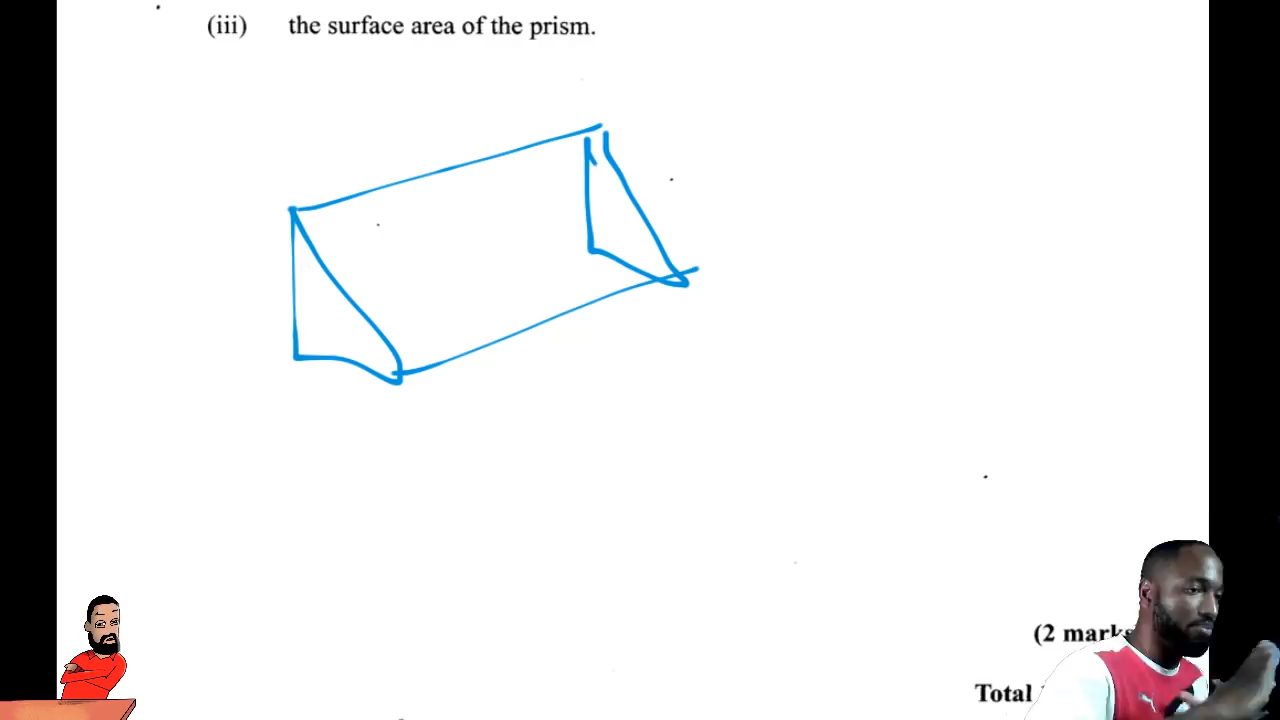 (iii) the surface area of the prism.
(2 marks
Total